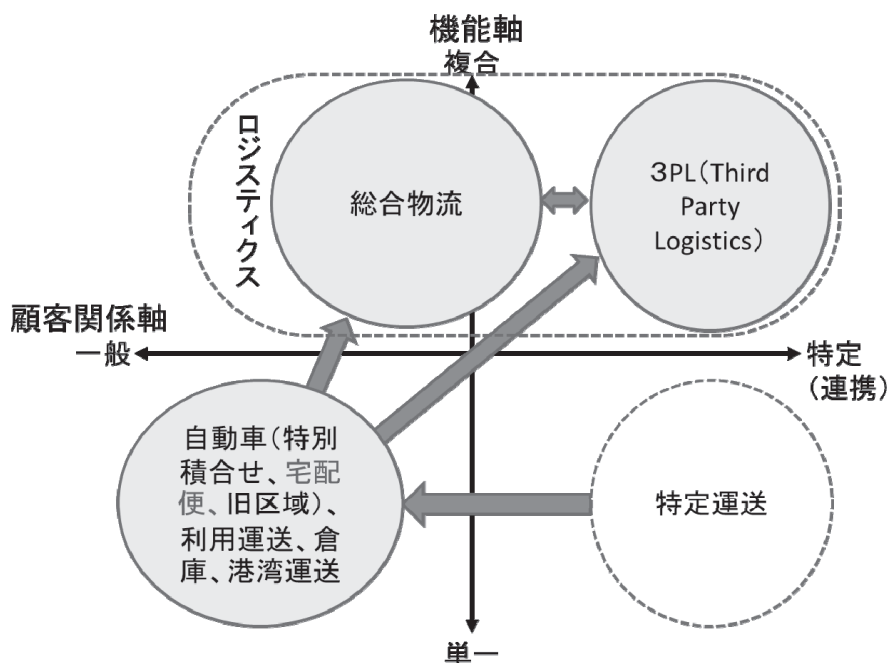 機能軸
複合
ロジスティクス
総合物流
3PL(Third
Party
Logistics)
顧客関係軸
一般
特定
(連携)
自動車(特別
積合せ、宅配
便、旧区域)、
利用運送、倉
庫、港湾運送
特定運送
単一